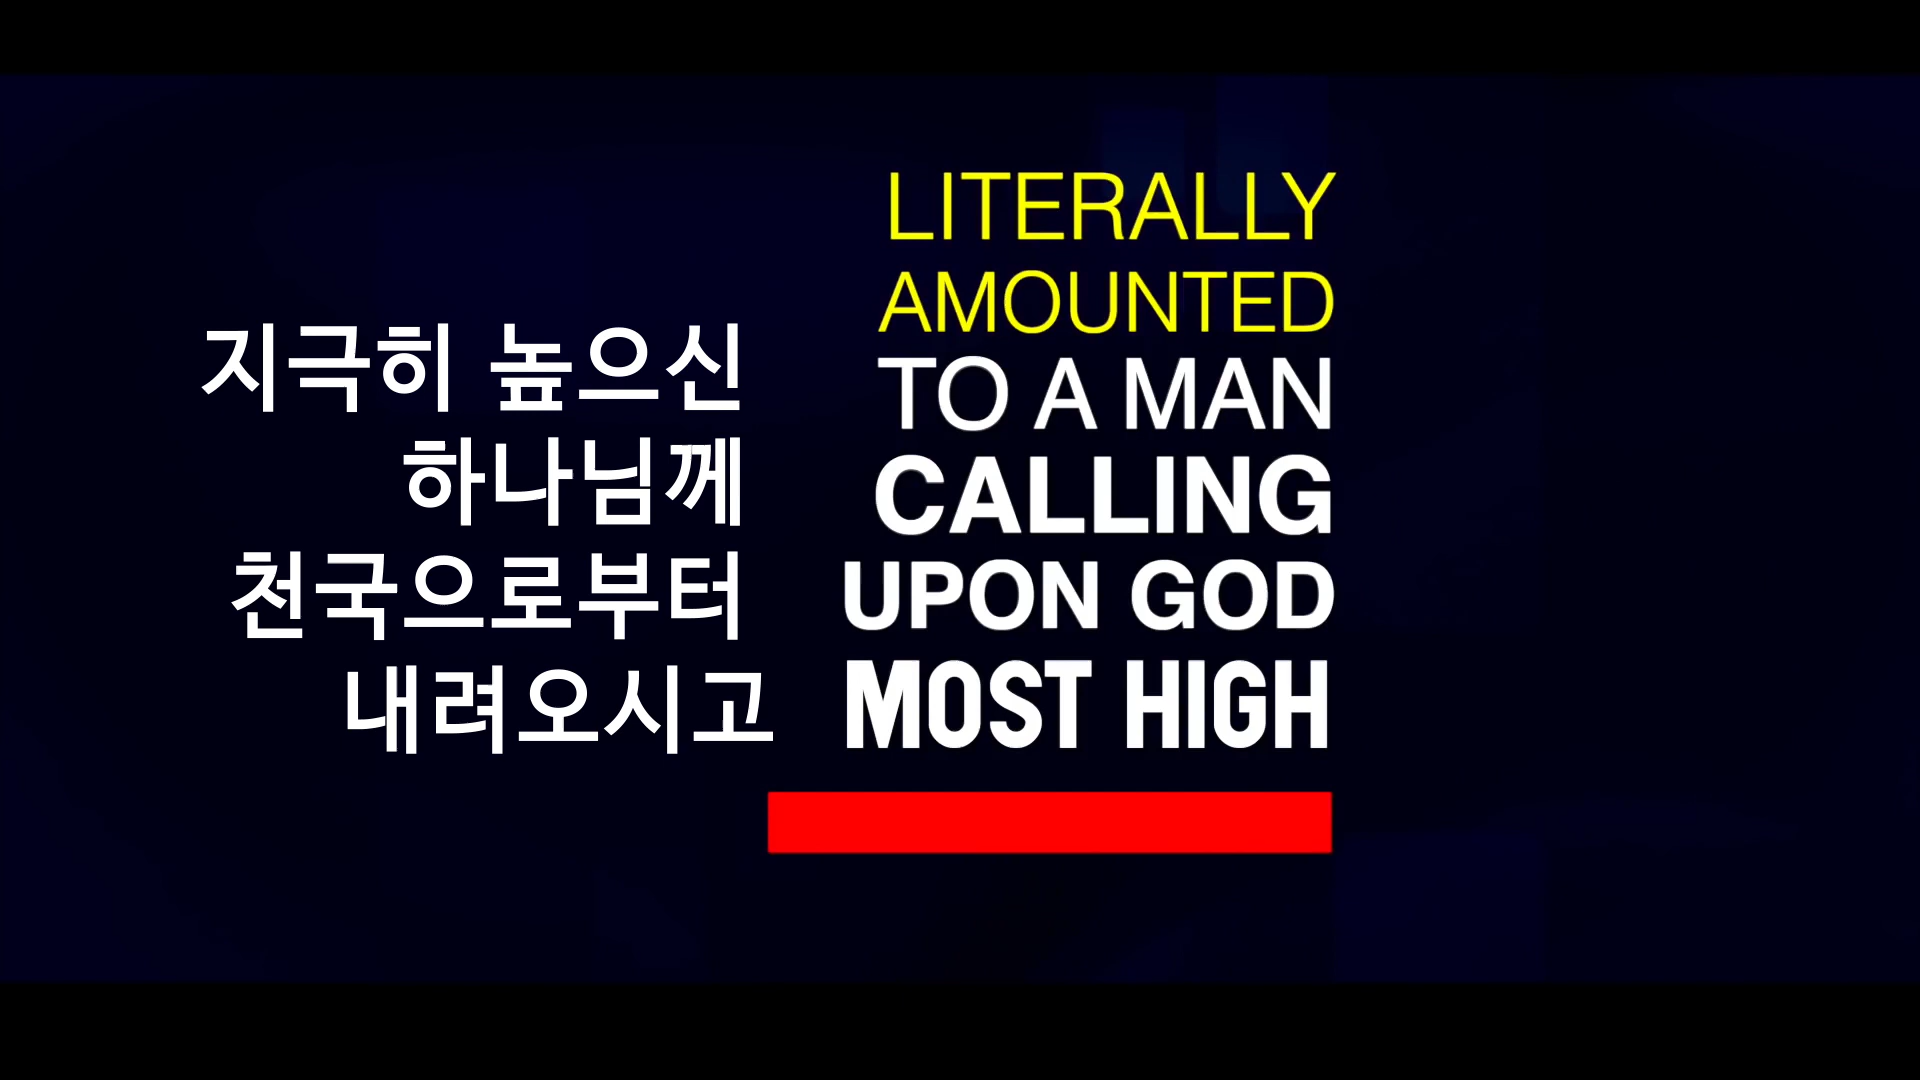 지극히 높으신
하나님께
천국으로부터
내려오시고
LITERALLY
AMOUNTED
TO A MAN
CALLING
UPON GOD
MOST HIGH